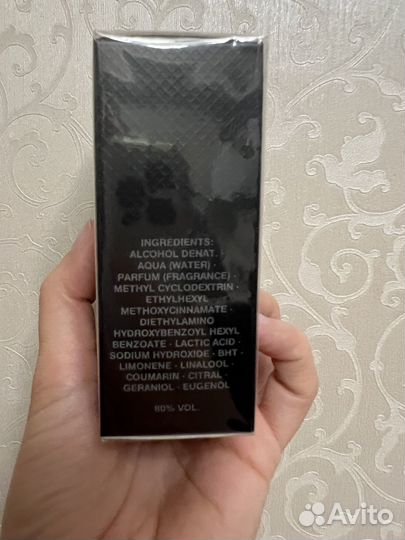 INGREDIENTS:
ALCOHOL DENAT. ·
AQUA (WATER) ·
PARFUM (FRAGRANCE) ·
METHYL CYCLODEXTRIN ·
ETHYLHEXYL
METHOXYCINNAMATE ·
DIETHYLAMINO
HYDROXYBENZOYL HEXYL
BENZOATE · LACTIC ACID ·
SODIUM HYDROXIDE · BHT ·
LIMONENE · LINALOOL ·
COUMARIN · CITRAL ·
GERANIOL · EUGENOL
80% VOL.
Avito